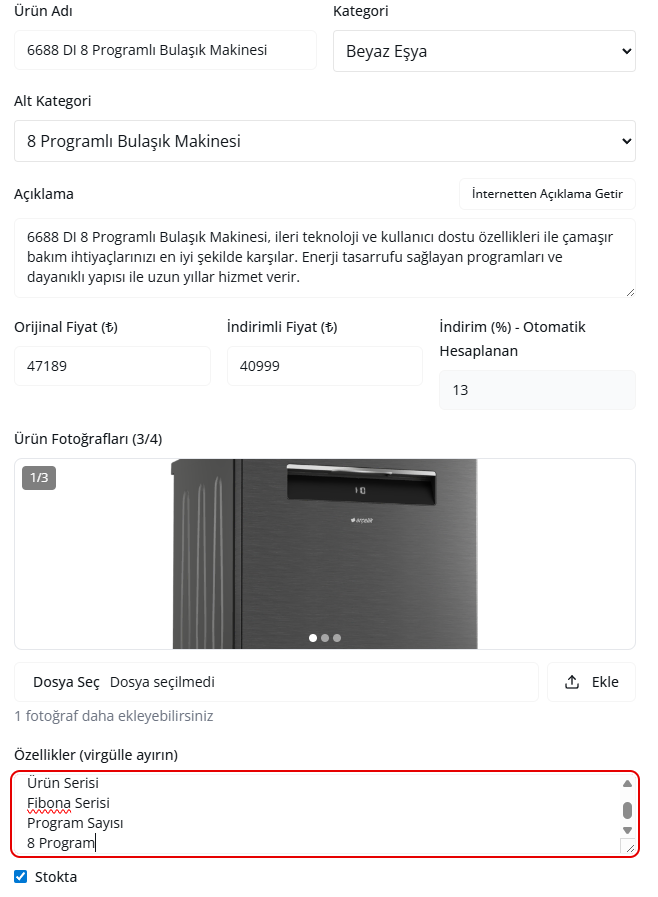 Ürün Adı
Kategori
6688 DI 8 Programlı Bulaşık Makinesi
Beyaz Eşya
Alt Kategori
8 Programlı Bulaşık Makinesi
Açıklama
İnternetten Açıklama Getir
6688 DI 8 Programlı Bulaşık Makinesi, ileri teknoloji ve kullanıcı dostu özellikleri ile çamaşır
bakım ihtiyaçlarınızı en iyi şekilde karşılar. Enerji tasarrufu sağlayan programları ve
dayanıklı yapısı ile uzun yıllar hizmet verir.
Orijinal Fiyat (₺)
İndirimli Fiyat (₺)
İndirim (%) - Otomatik
Hesaplanan
47189
40999
13
Ürün Fotoğrafları (3/4)
1/3
arçelik
Dosya Seç Dosya seçilmedi
Ekle
1 fotoğraf daha ekleyebilirsiniz
Özellikler (virgülle ayırın)
Ürün Serisi
Fibona Serisi
Program Sayısı
8 Program
Stokta